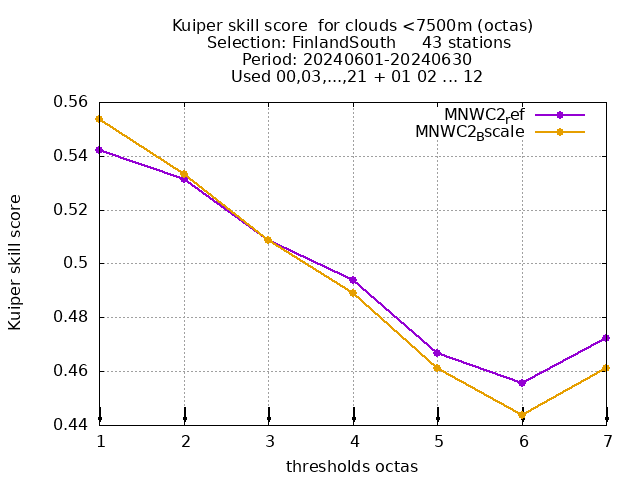 Kuiper skill score  for clouds <7500m (octas)
Selection: FinlandSouth     43 stations
Period: 20240601-20240630
Used 00,03,...,21 + 01 02 ... 12
MNWC2ref
MNWC2Bscale
0.56
0.54
0.52
0.5
0.48
0.46
0.44
Kuiper skill score
1 2 3 4 5 6 7
thresholds octas